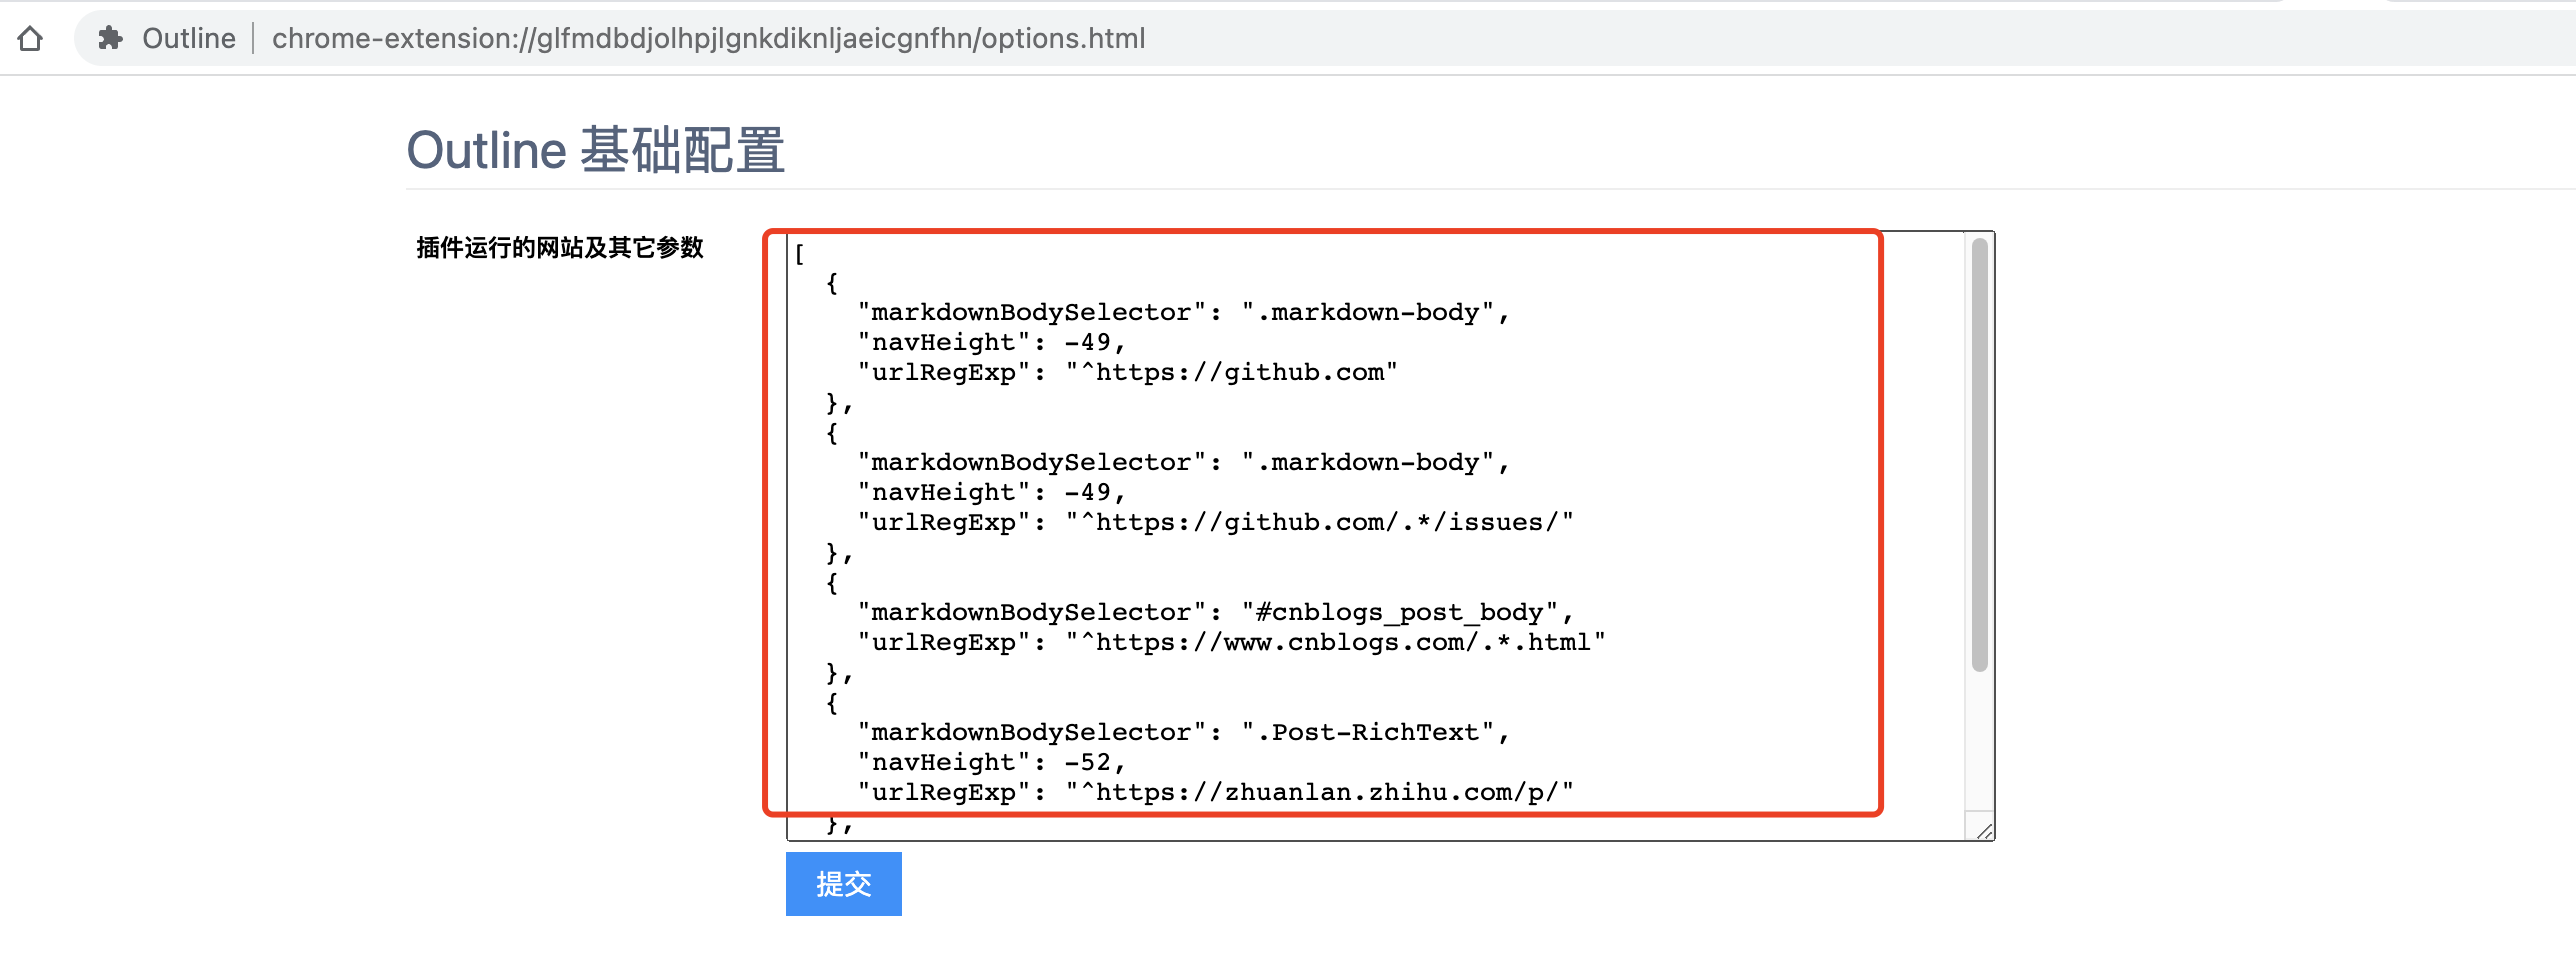 Outline | chrome-extension://glfmdbdjolhpjlgnkdiknljaeicgnfhn/options.html
Outline 基础配置
插件运行的网站及其它参数
[
  {
    "markdownBodySelector": ".markdown-body",
    "navHeight": -49,
    "urlRegExp": "^https://github.com"
  },
  {
    "markdownBodySelector": ".markdown-body",
    "navHeight": -49,
    "urlRegExp": "^https://github.com/.*/issues/"
  },
  {
    "markdownBodySelector": "#cnblogs_post_body",
    "urlRegExp": "^https://www.cnblogs.com/.*.html"
  },
  {
    "markdownBodySelector": ".Post-RichText",
    "navHeight": -52,
    "urlRegExp": "^https://zhuanlan.zhihu.com/p/"
  },
提交